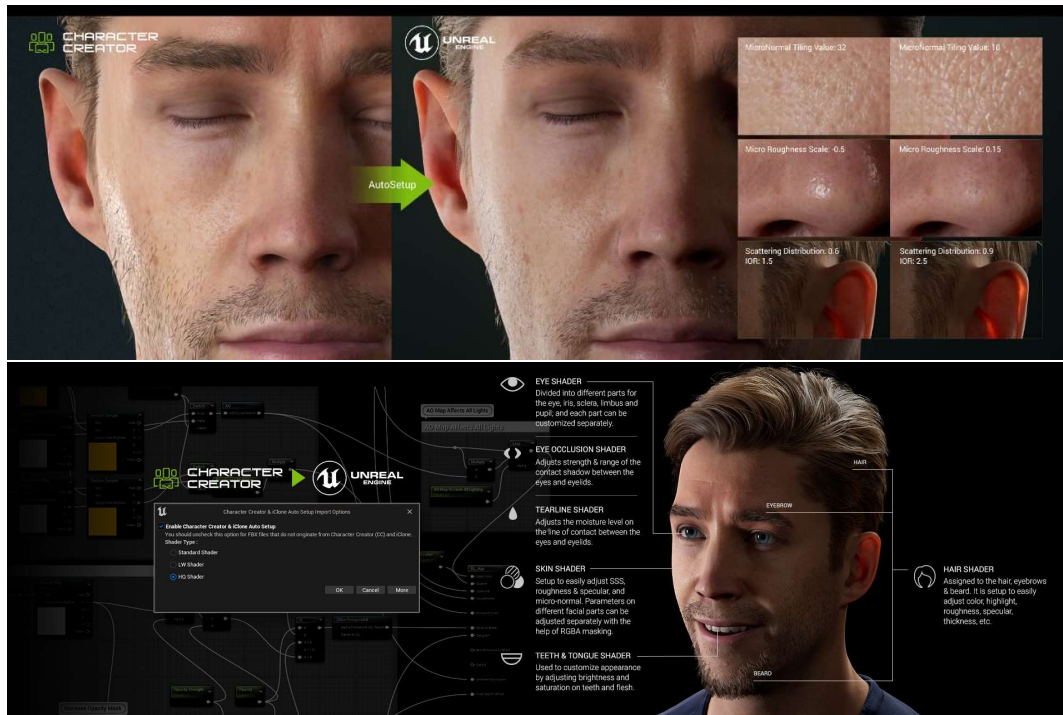 CHARACTER
CREATOR
UNREAL
ENGINE
AutoSetup
MicroNormal Tiling Value: 32
MicroNormal Tiling Value: 10
Micro Roughness Scale: -0.5
Micro Roughness Scale: 0.15
Scattering Distribution: 0.6
IOR: 1.5
Scattering Distribution: 0.9
IOR: 2.5
CHARACTER
CREATOR
UNREAL
ENGINE
Character Creator & iClone Auto Setup Import Options
Enable Character Creator & iClone Auto Setup
You should uncheck this option for FBX files that do not originate from Character Creator (CC) and iClone.
Shader Type :
Standard Shader
LW Shader
HQ Shader
OK
Cancel
More
AO Map Affects All Lights
AO Map Affects All Lights
Multiply
EYE SHADER
Divided into different parts for
the eye, iris, sclera, limbus and
pupil; and each part can be
customized separately.
EYE OCCLUSION SHADER
Adjusts strength & range of the
contact shadow between the
eyes and eyelids.
TEARLINE SHADER
Adjusts the moisture level on
the line of contact between the
eyes and eyelids.
SKIN SHADER
Setup to easily adjust SSS,
roughness & specular, and
micro-normal. Parameters on
different facial parts can be
adjusted separately with the
help of RGBA masking.
TEETH & TONGUE SHADER
Used to customize appearance
by adjusting brightness and
saturation on teeth and flesh.
HAIR
EYEBROW
BEARD
HAIR SHADER
Assigned to the hair, eyebrows
& beard. It is setup to easily
adjust color, highlight,
roughness, specular,
thickness, etc.